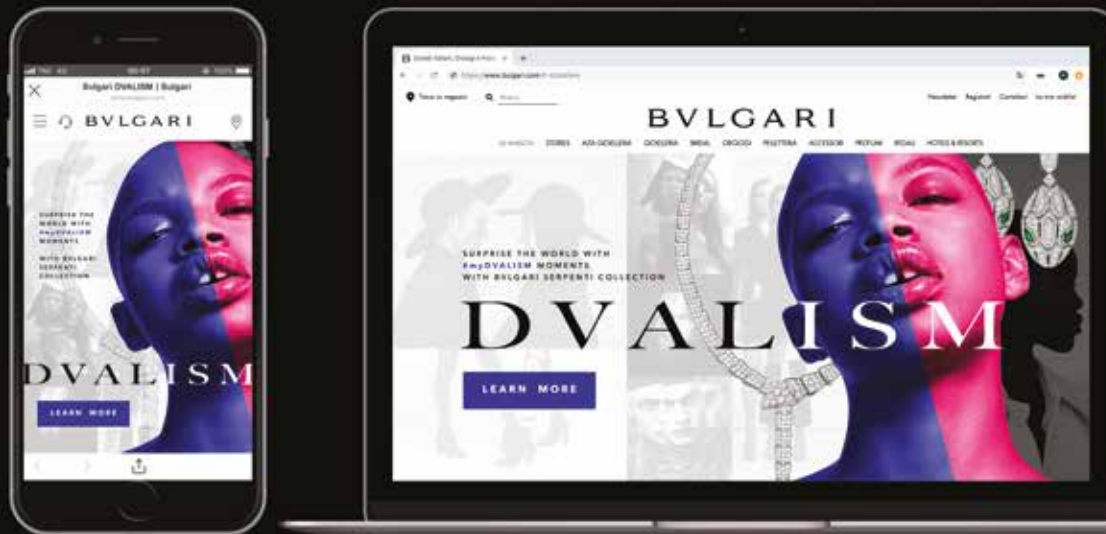 Bulgari DVALISM | Bulgari
BVLGARI
SURPRISE THE
WORLD WITH
#myDVALISM
MOMENTS
WITH BVLGARI
SERPENTI
COLLECTION
DVALISM
LEARN MORE
BVLGARI
STORIES ALTA GIOIELLERIA GIOIELLERIA BRIDAL OROLOGI PELLETTERIA ACCESSORI PROFUMI REGALI HOTELS & RESORTS
SURPRISE THE WORLD WITH
#myDVALISM MOMENTS
WITH BVLGARI SERPENTI COLLECTION
DVALISM
LEARN MORE